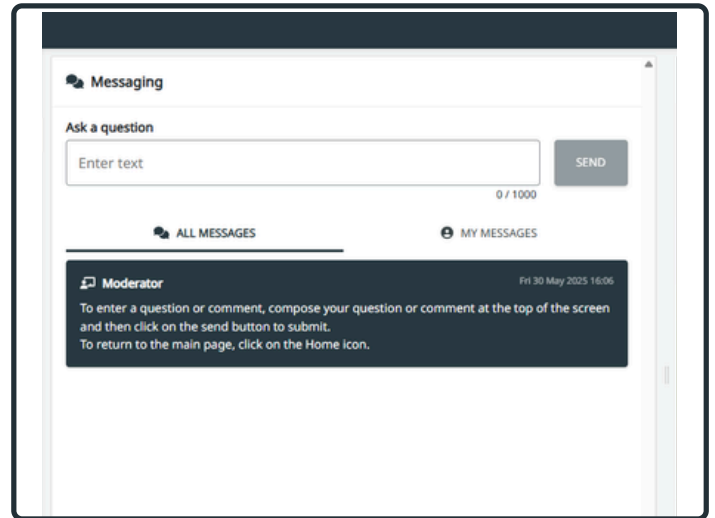 Messaging
Ask a question
Enter text
SEND
0 / 1000
ALL MESSAGES
MY MESSAGES
Moderator
Fri 30 May 2025 16:06
To enter a question or comment, compose your question or comment at the top of the screen
and then click on the send button to submit.
To return to the main page, click on the Home icon.